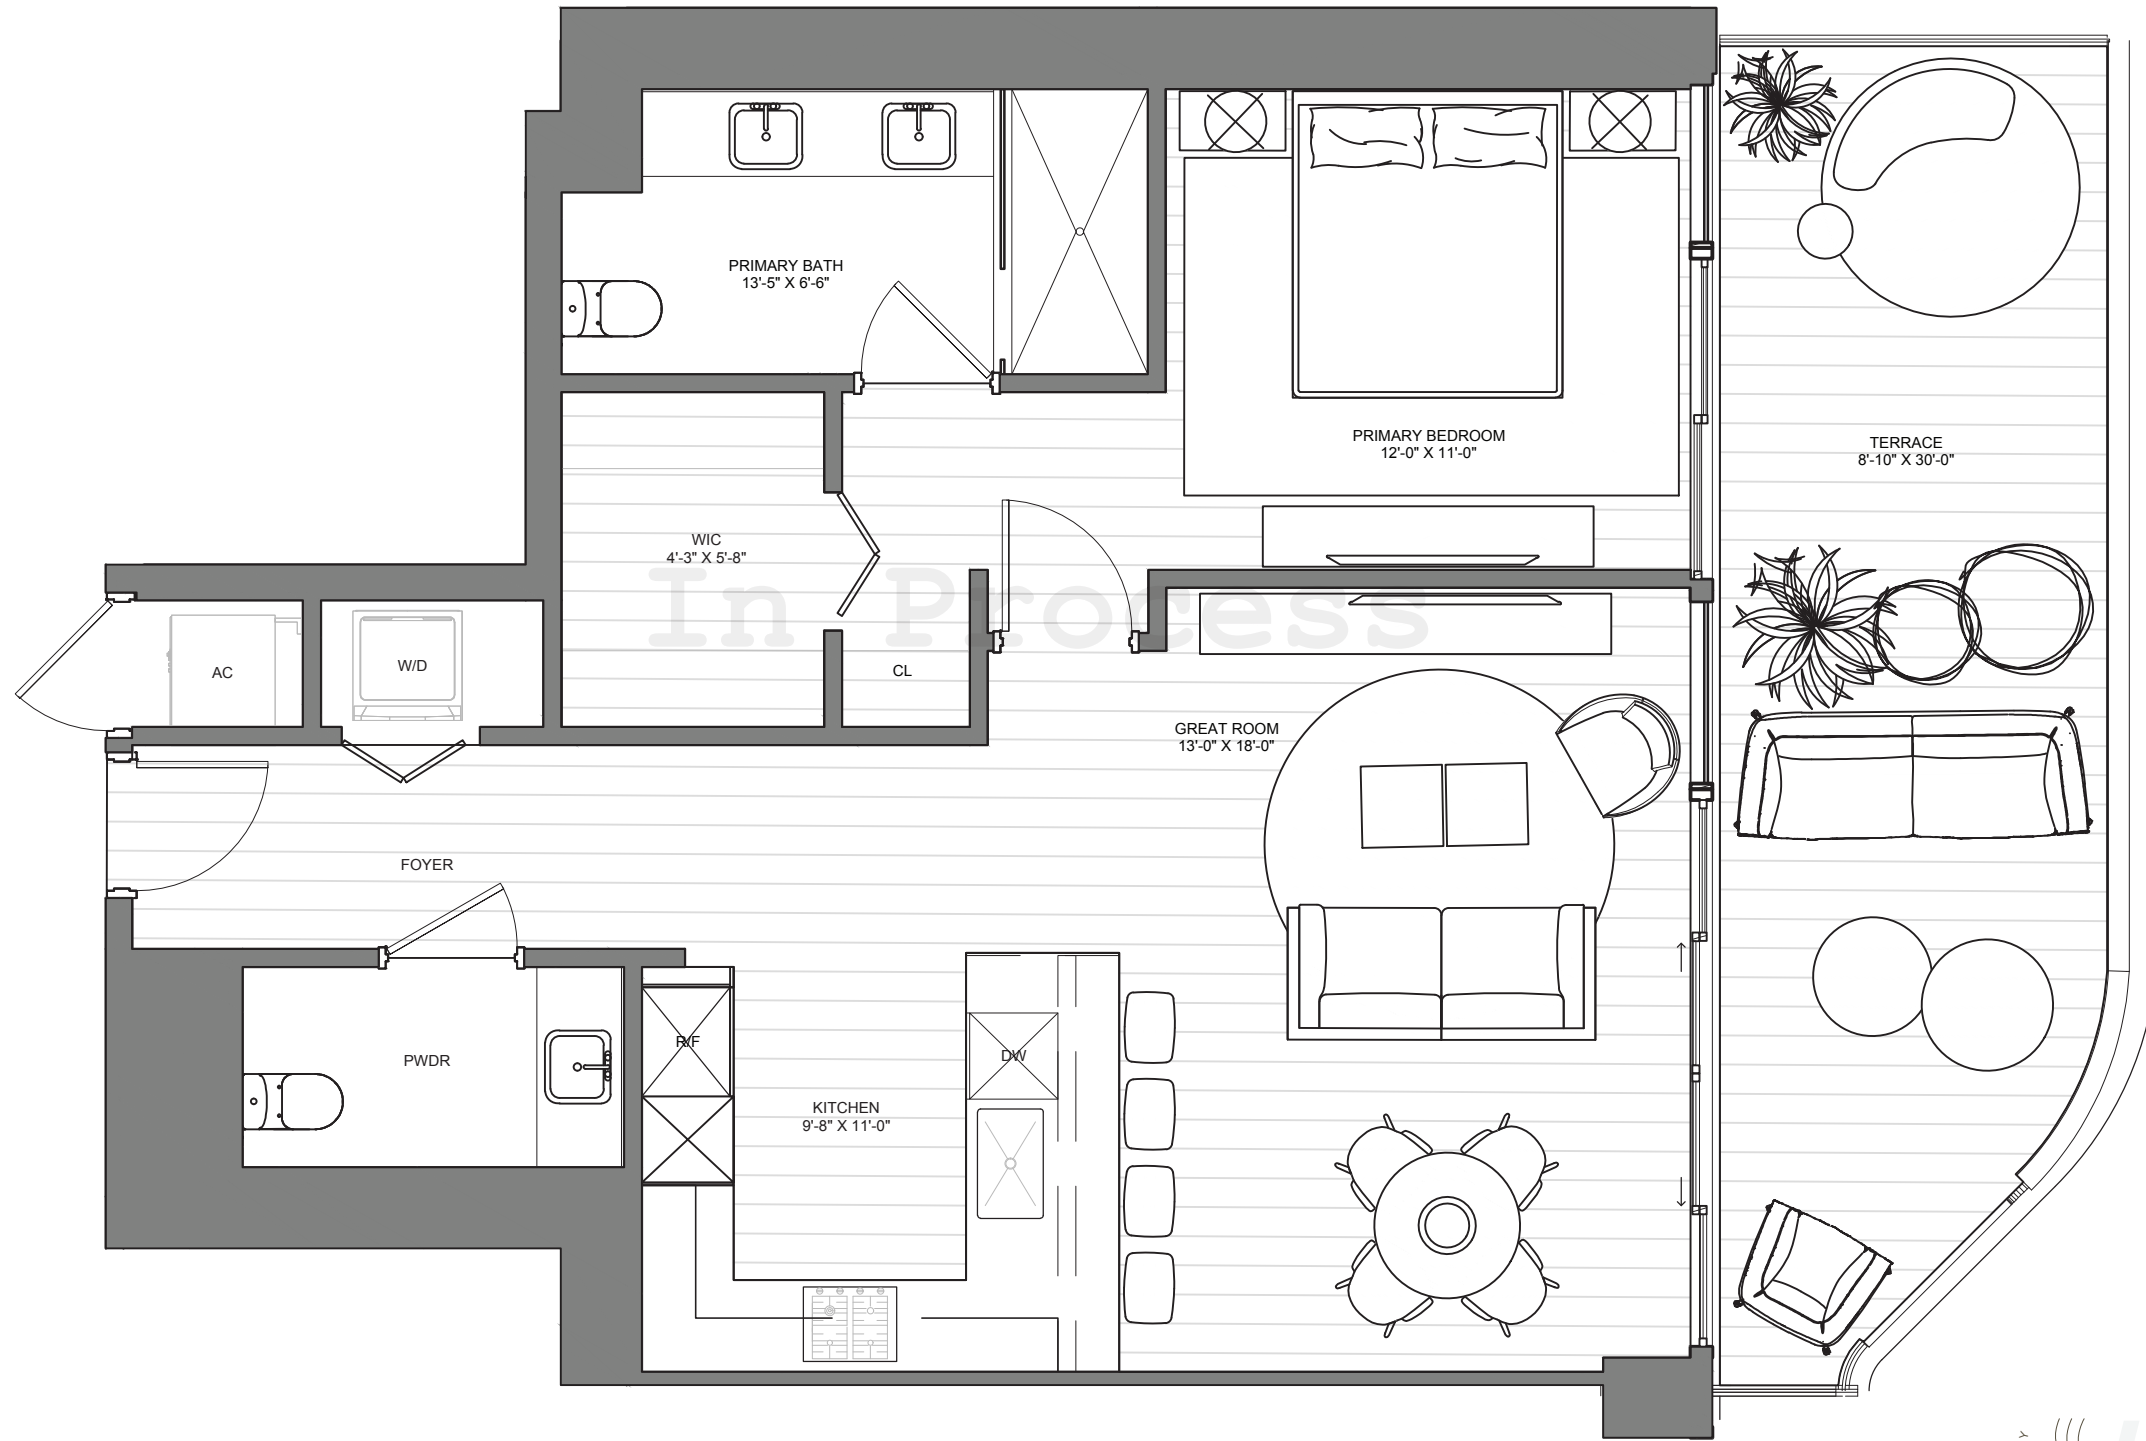 PRIMARY BATH
13'-5" X 6'-6"
PRIMARY BEDROOM
12'-0" X 11'-0"
TERRACE
8'-10" X 30'-0"
WIC
4'-3" X 5'-8"
In Process
AC
W/D
CL
GREAT ROOM
13'-0" X 18'-0"
FOYER
R/F
DW
PWDR
KITCHEN
9'-8" X 11'-0"
Y